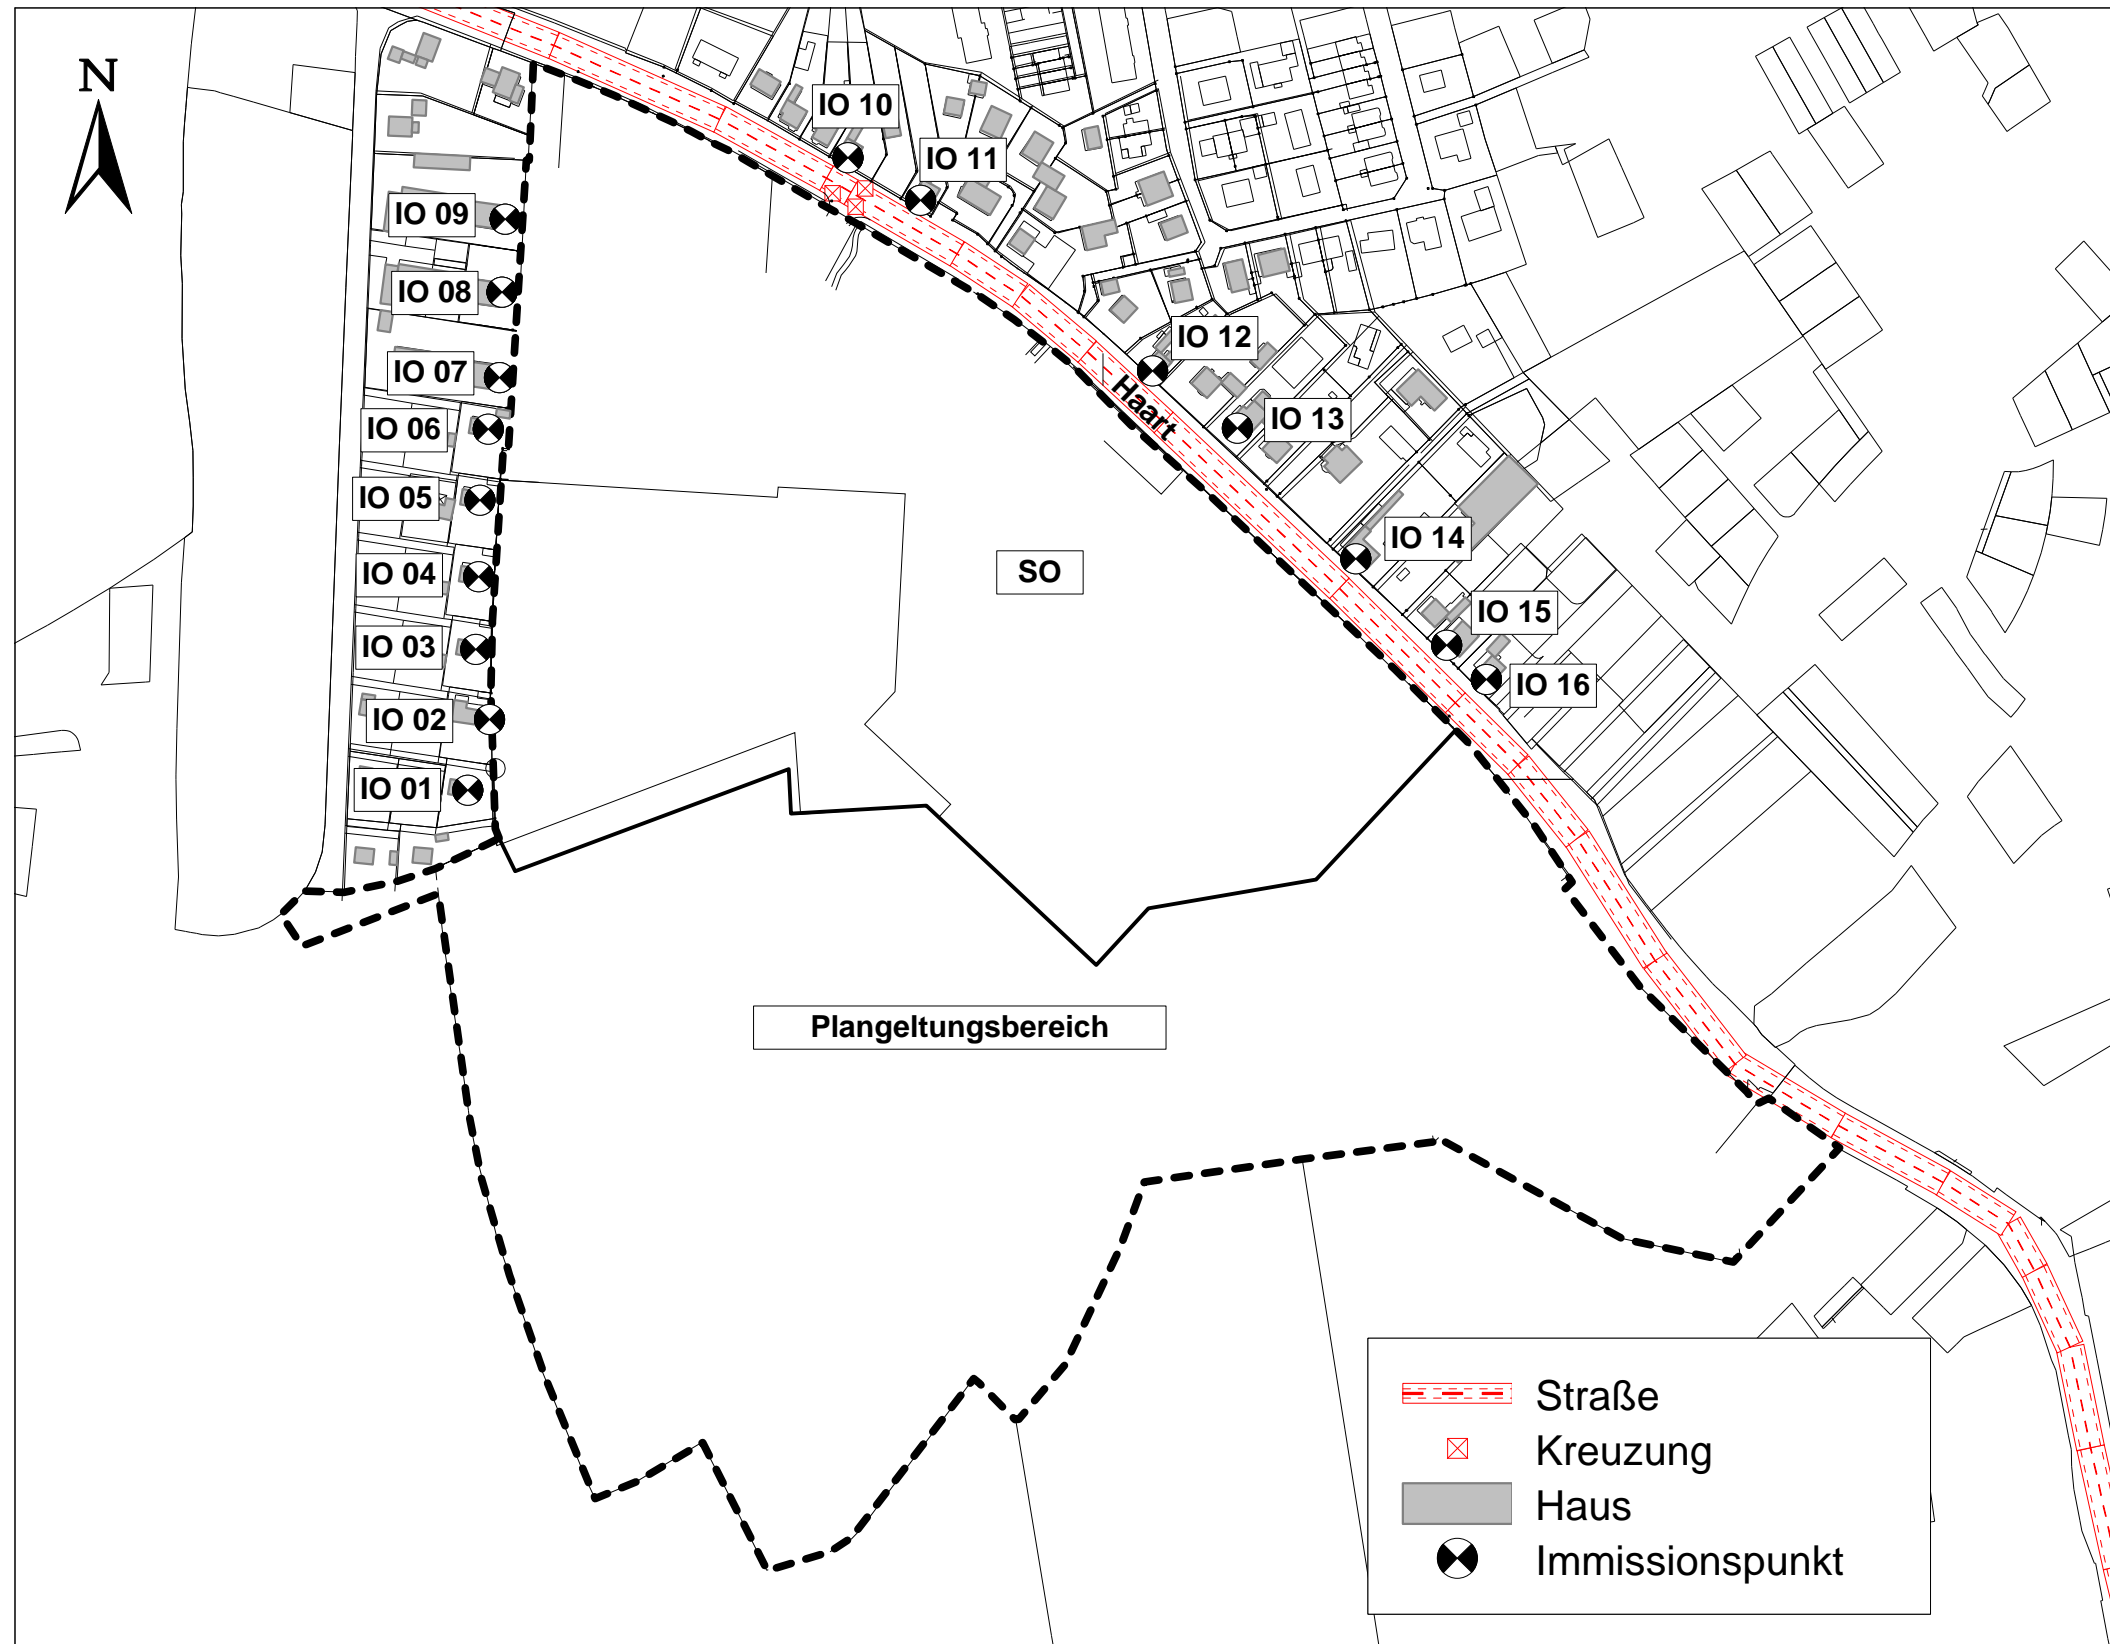 N
IO 10
IO 11
IO 09
IO 08
IO 12
IO 07
Haart
IO 06
IO 13
IO 05
IO 14
SO
IO 04
IO 15
IO 03
IO 16
IO 02
IO 01
Plangeltungsbereich
Straße
Kreuzung
Haus
Immissionspunkt